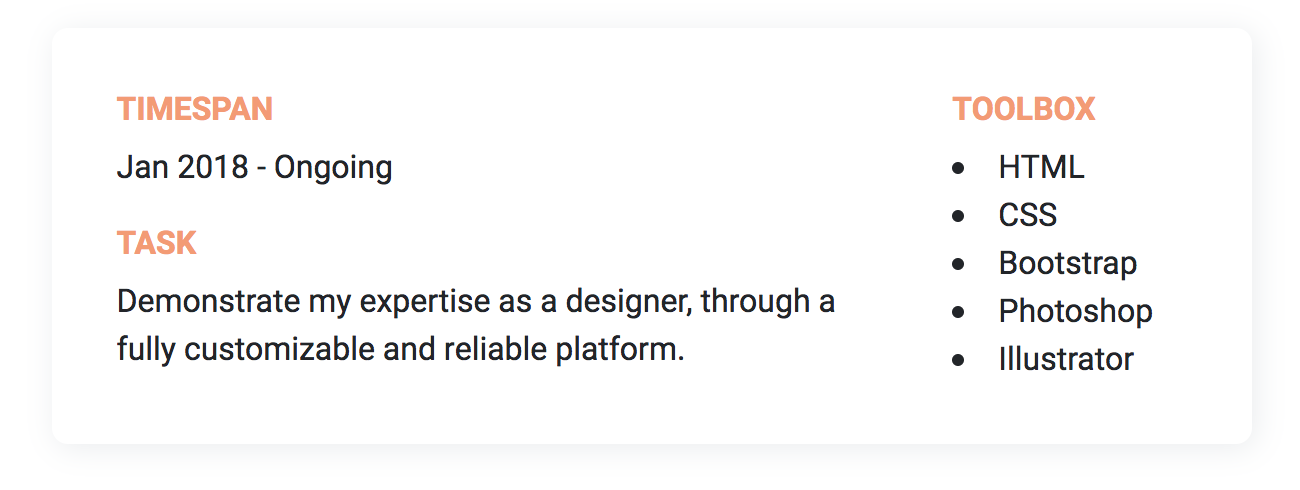 TIMESPAN
Jan 2018 - Ongoing
TASK
Demonstrate my expertise as a designer, through a
fully customizable and reliable platform.
TOOLBOX
HTML
CSS
Bootstrap
Photoshop
Illustrator